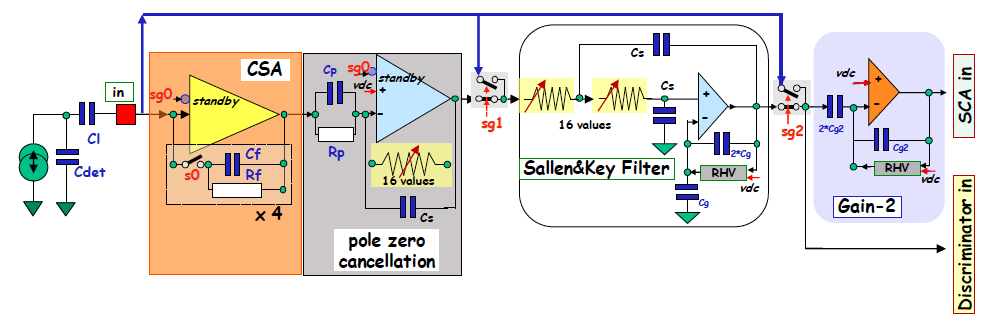 in
Cl
Cdet
CSA
sg0
standby
s0
Cf
Rf
x 4
Cp
Rp
sg0
standby
vdc
+
-
16 values
Cs
pole zero
cancellation
sg1
Cs
Cs
16 values
+
-
2*Cg
RHV
vdc
Cg
Sallen&Key Filter
sg2
2*Cg2
vdc
+
-
Cg2
RHV
vdc
Gain-2
SCA in
Discriminator in